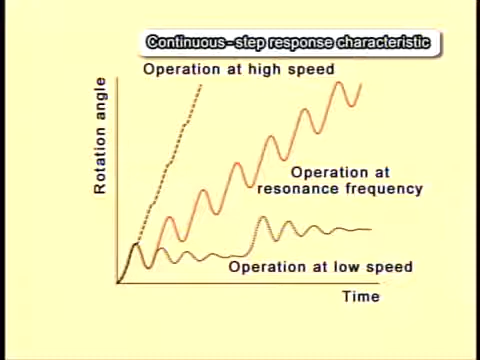 Continuous-step response characteristic
Operation at high speed
Rotation angle
Operation at
resonance frequency
Operation at low speed
Time